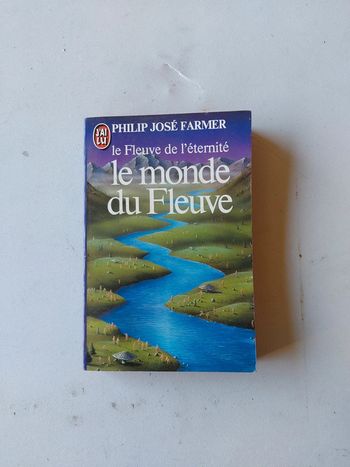 J'AI
LU
PHILIP JOSÉ FARMER
le Fleuve de l'éternité
le monde
du Fleuve